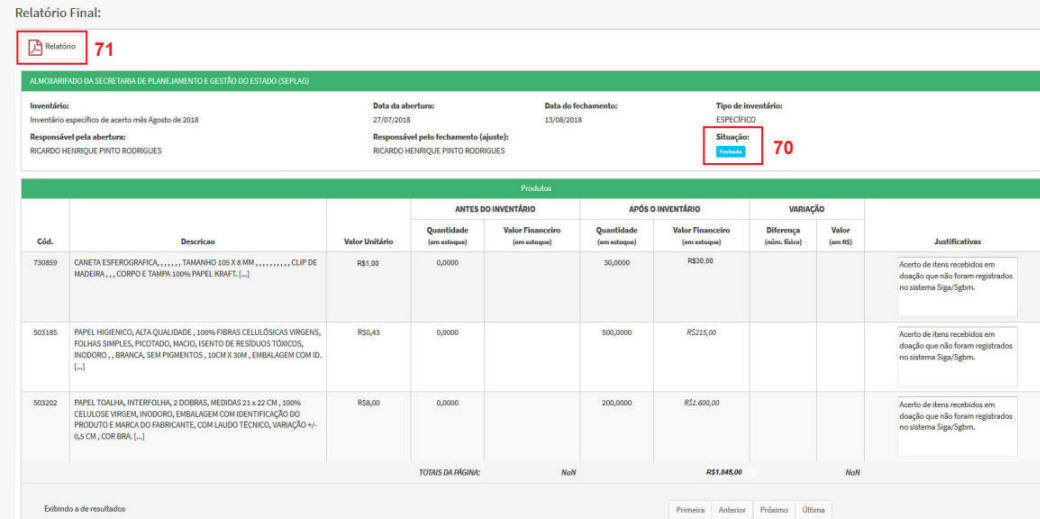 Relatório Final:
Relatório
71
ALMOXARIFADO DA SECRETARIA DE PLANEJAMENTO E GESTÃO DO ESTADO (SEPLAG)
Inventário: Data da abertura: Data do fechamento: Tipo de inventário:
Inventário específico de acerto mês Agosto de 2018 27/07/2018 13/08/2018 ESPECÍFICO
Responsável pela abertura: Responsável pelo fechamento (ajuste): Situação:
RICARDO HENRIQUE PINTO RODRIGUES RICARDO HENRIQUE PINTO RODRIGUES Fechado 70
Produtos
ANTES DO INVENTÁRIO APÓS O INVENTÁRIO VARIAÇÃO
Cód. Descricao Valor Unitário Quantidade (em estoque) Valor Financeiro (em estoque) Quantidade (em estoque) Valor Financeiro (em estoque) Diferença (núm. físico) Valor (em R$) Justificativas
730859 CANETA ESFEROGRAFICA, , , , , , , TAMANHO 105 X 8 MM , , , , , , , , , , CLIP DE R$1,00 0,0000 30,0000 R$30,00 Acerto de itens recebidos em
MADEIRA , , , CORPO E TAMPA 100% PAPEL KRAFT. [...] doação que não foram registrados
no sistema Siga/Sgbm.
503185 PAPEL HIGIENICO, ALTA QUALIDADE , 100% FIBRAS CELULÓSICAS VIRGENS, R$0,43 0,0000 500,0000 R$215,00 Acerto de itens recebidos em
FOLHAS SIMPLES, PICOTADO, MACIO, ISENTO DE RESÍDUOS TÓXICOS, doação que não foram registrados
INODORO , , BRANCA, SEM PIGMENTOS , 10CM X 30M , EMBALAGEM COM ID. no sistema Siga/Sgbm.
[...]
503202 PAPEL TOALHA, INTERFOLHA, 2 DOBRAS, MEDIDAS 21 x 22 CM , 100% R$8,00 0,0000 200,0000 R$1.600,00 Acerto de itens recebidos em
CELULOSE VIRGEM, INODORO, EMBALAGEM COM IDENTIFICAÇÃO DO doação que não foram registrados
PRODUTO E MARCA DO FABRICANTE, COM LAUDO TÉCNICO, VARIAÇÃO +/- no sistema Siga/Sgbm.
0,5 CM , COR BRA. [...]
TOTAIS DA PÁGINA: NaN R$1.845,00 NaN
Exibindo a de resultados Primeira Anterior Próximo Última